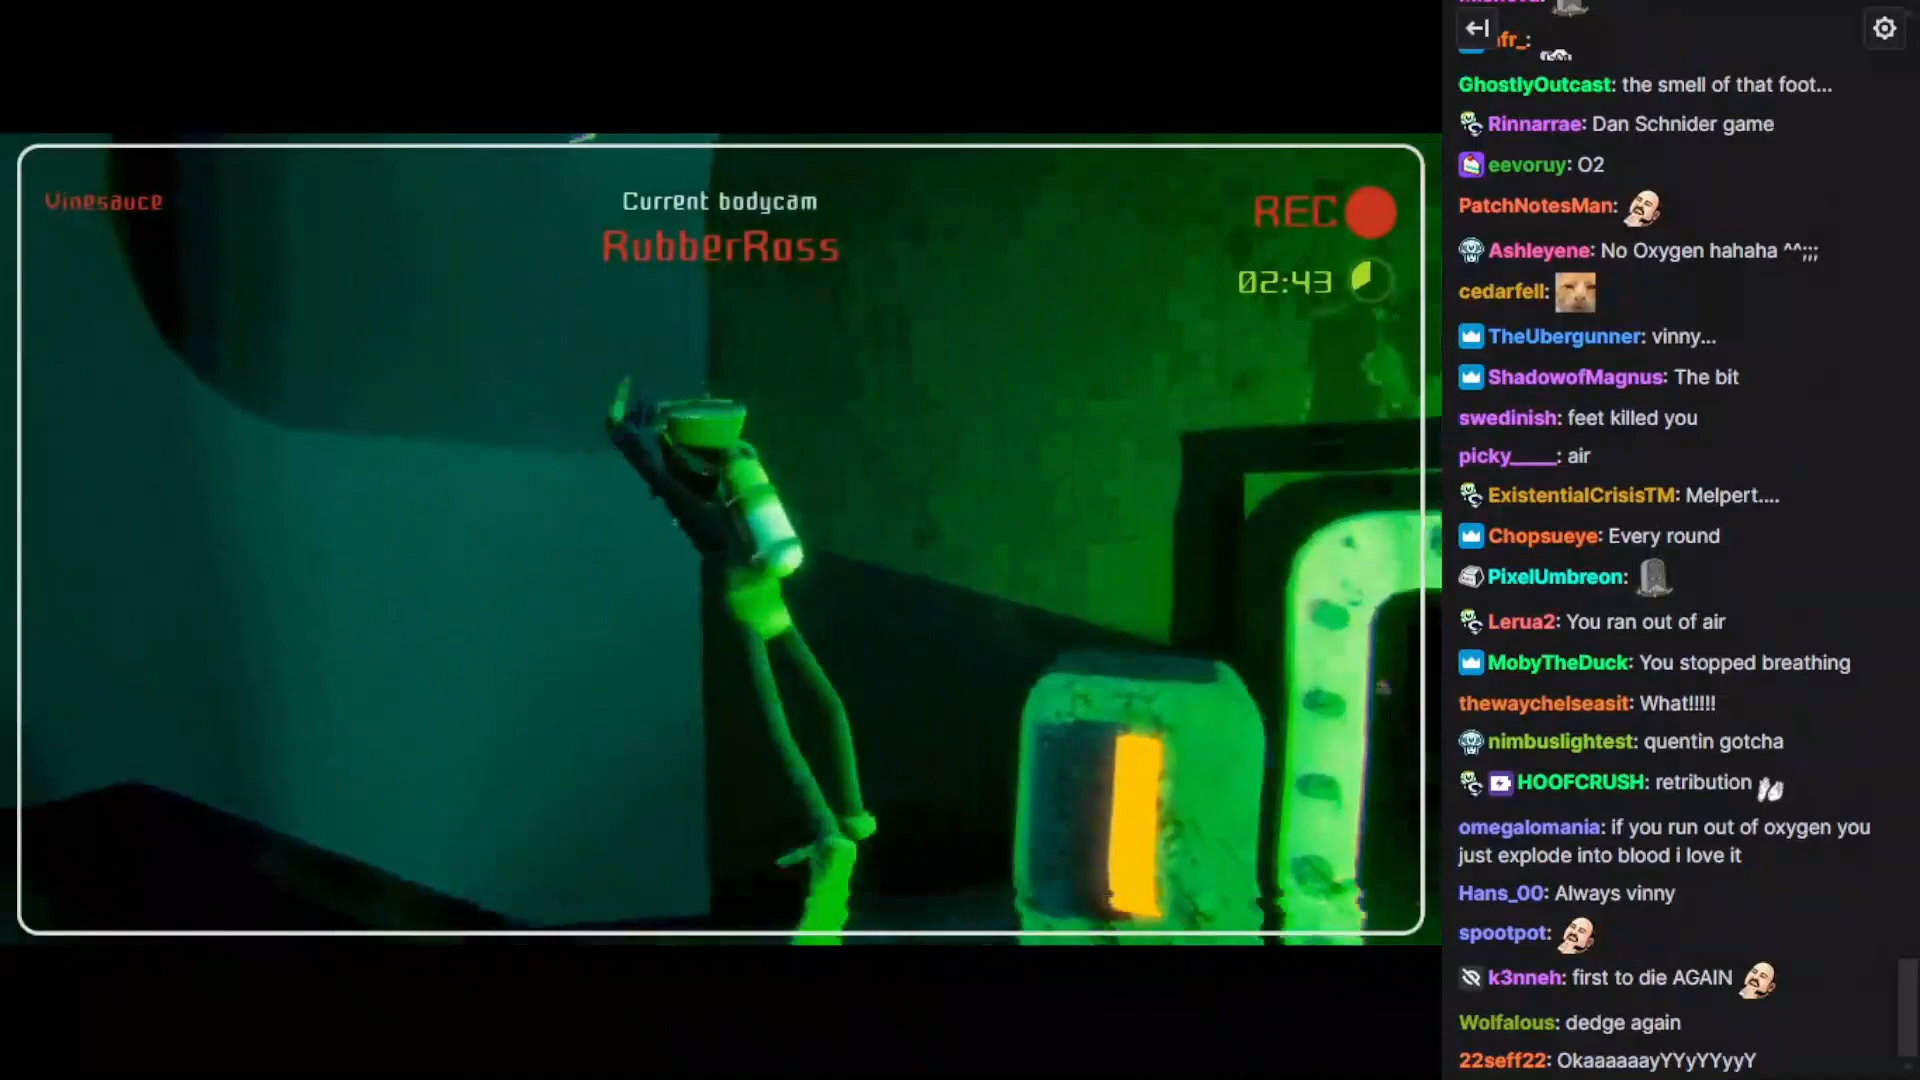 Vinesauce
Current bodycam
RubberRoss
REC
02:43
fr_:
GhostlyOutcast: the smell of that foot...
Rinnarrae: Dan Schnider game
eevoruy: O2
PatchNotesMan:
Ashleyene: No Oxygen hahaha ^^;;;
cedarfell:
TheUbergunner: vinny...
ShadowofMagnus: The bit
swedinish: feet killed you
picky____: air
ExistentialCrisisTM: Melpert....
Chopsueye: Every round
PixelUmbreon:
Lerua2: You ran out of air
MobyTheDuck: You stopped breathing
thewaychelseasit: What!!!!!
nimbuslightest: quentin gotcha
HOOFCRUSH: retribution
omegalomania: if you run out of oxygen you
just explode into blood i love it
Hans_00: Always vinny
spootpot:
k3nneh: first to die AGAIN
Wolfalous: dedge again
22seff22: OkaaaaaayYYyYYyyY